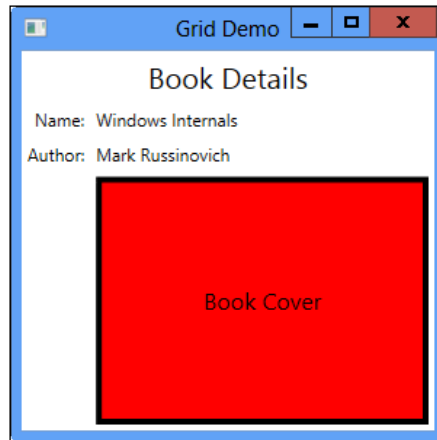 Grid Demo
Book Details
Name: Windows Internals
Author: Mark Russinovich
Book Cover